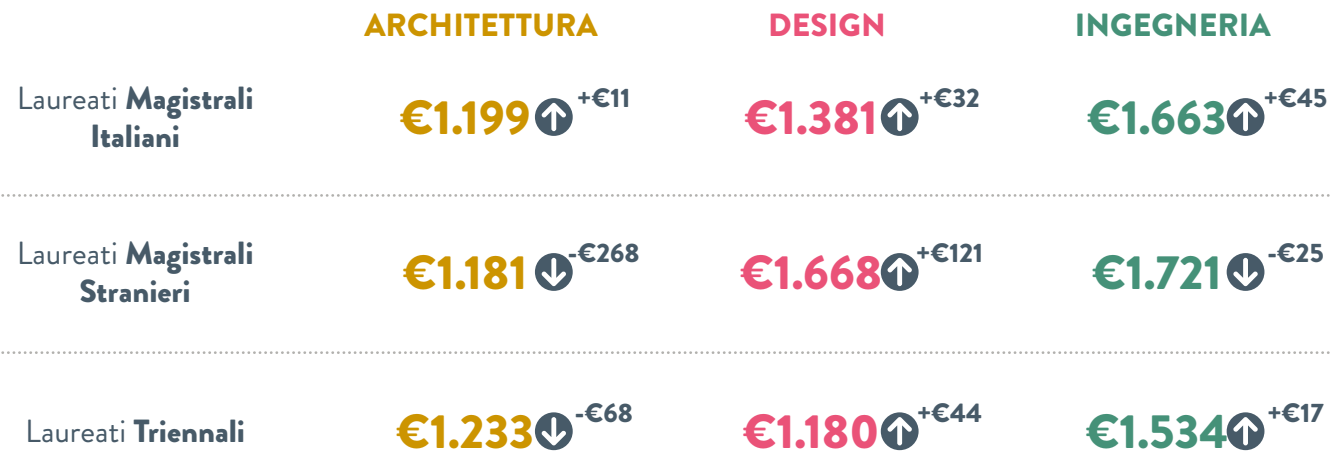 ARCHITETTURA DESIGN INGEGNERIA
Laureati Magistrali
Italiani
€1.199 +€11 €1.381 +€32 €1.663 +€45
Laureati Magistrali
Stranieri
€1.181 -€268 €1.668 +€121 €1.721 -€25
Laureati Triennali €1.233 -€68 €1.180 +€44 €1.534 +€17